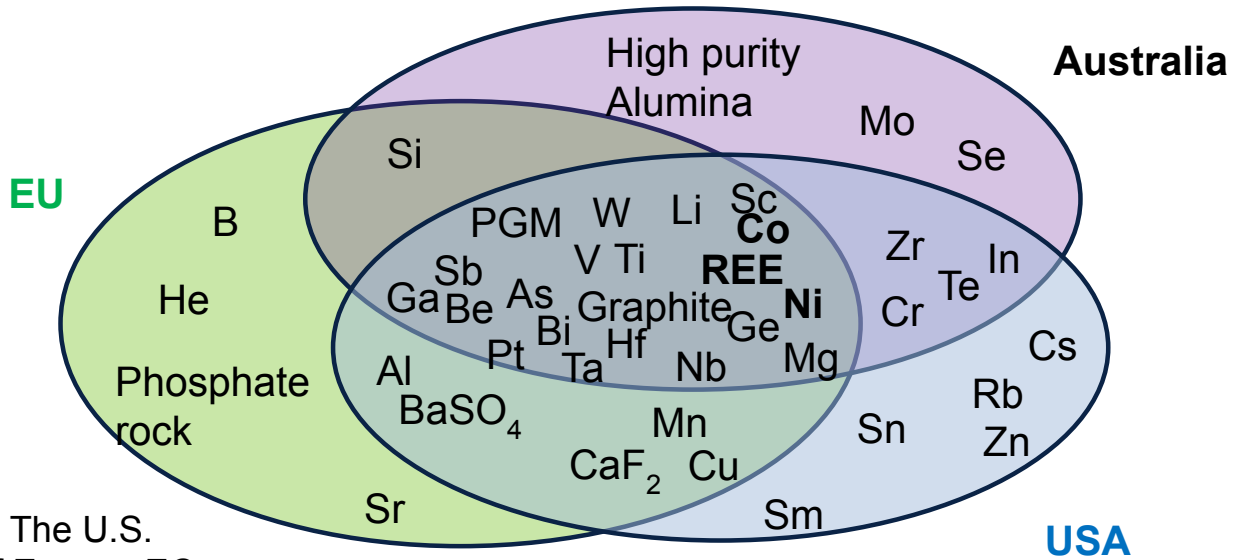 High purity
Alumina
Australia
Mo
Se
Si
EU
B
PGM
W
Li
Sc
Co
V
Ti
REE
Zr
In
Te
Sb
He
Ga
Be
As
Graphite
Ni
Cr
Bi
Ge
Hf
Pt
Ta
Nb
Mg
Cs
Al
Phosphate
rock
BaSO₄
Mn
Rb
Sn
Zn
CaF₂
Cu
Sr
Sm
The U.S.
USA